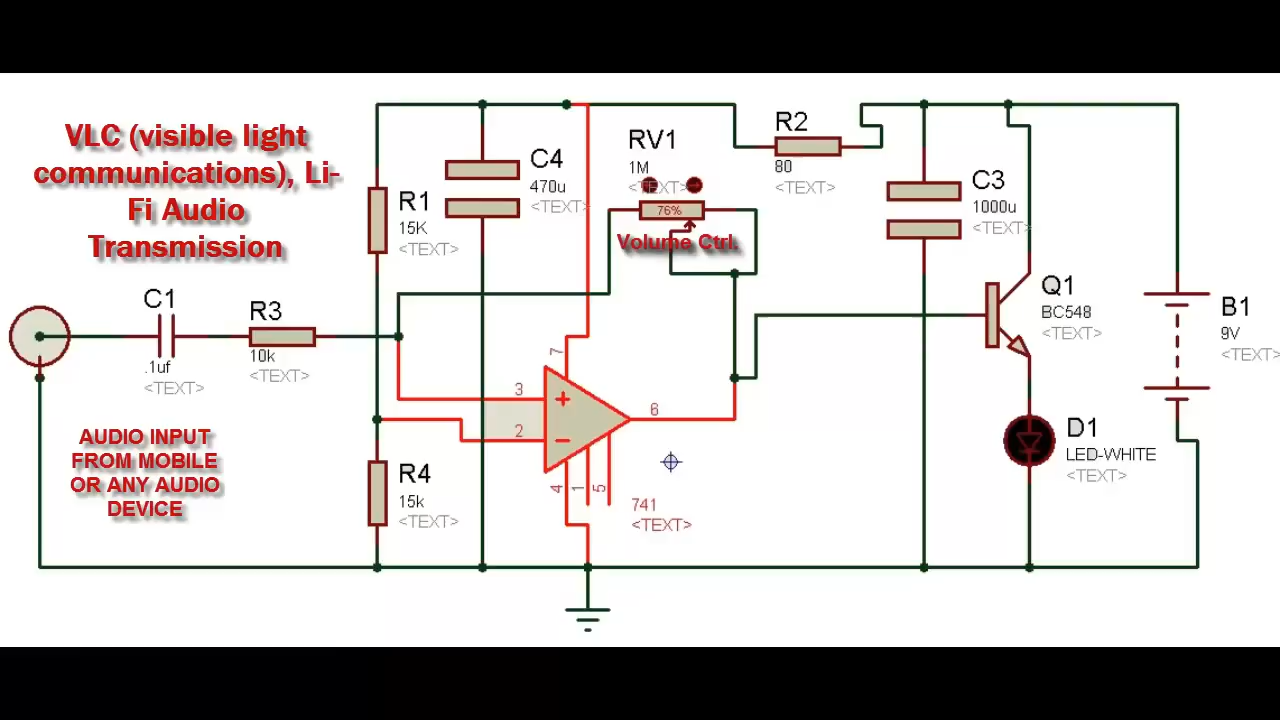 VLC (visible light
communications), Li-
Fi Audio
Transmission
C1
.1uf
<TEXT>
R3
10k
<TEXT>
AUDIO INPUT
FROM MOBILE
OR ANY AUDIO
DEVICE
R1
15K
<TEXT>
R4
15k
<TEXT>
C4
470u
<TEXT>
RV1
1M
<TEXT>
76%
Volume Ctrl.
R2
80
<TEXT>
7
3
2
6
4
1
5
741
<TEXT>
C3
1000u
<TEXT>
Q1
BC548
<TEXT>
D1
LED-WHITE
<TEXT>
B1
9V
<TEXT>